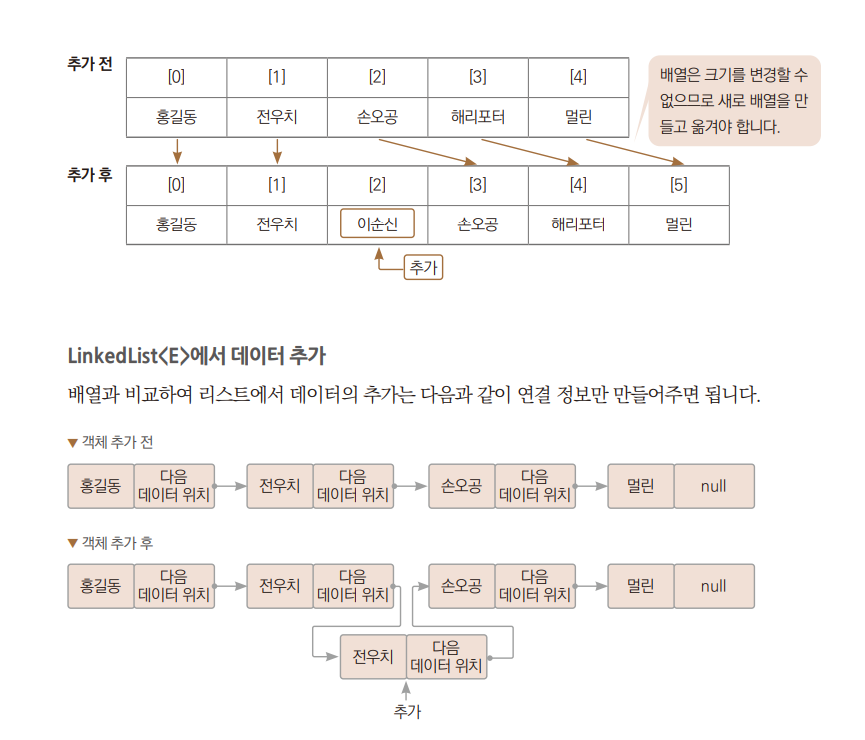 추가 전
[0] [1] [2] [3] [4]
홍길동 전우치 손오공 해리포터 멀린
배열은 크기를 변경할 수
없으므로 새로 배열을 만
들고 옮겨야 합니다.
추가 후
[0] [1] [2] [3] [4] [5]
홍길동 전우치 이순신 손오공 해리포터 멀린
추가
LinkedList<E>에서 데이터 추가
배열과 비교하여 리스트에서 데이터의 추가는 다음과 같이 연결 정보만 만들어주면 됩니다.
▼ 객체 추가 전
홍길동 다음 데이터 위치 전우치 다음 데이터 위치 손오공 다음 데이터 위치 멀린 null
▼ 객체 추가 후
홍길동 다음 데이터 위치 전우치 다음 데이터 위치 손오공 다음 데이터 위치 멀린 null
전우치 다음 데이터 위치
추가